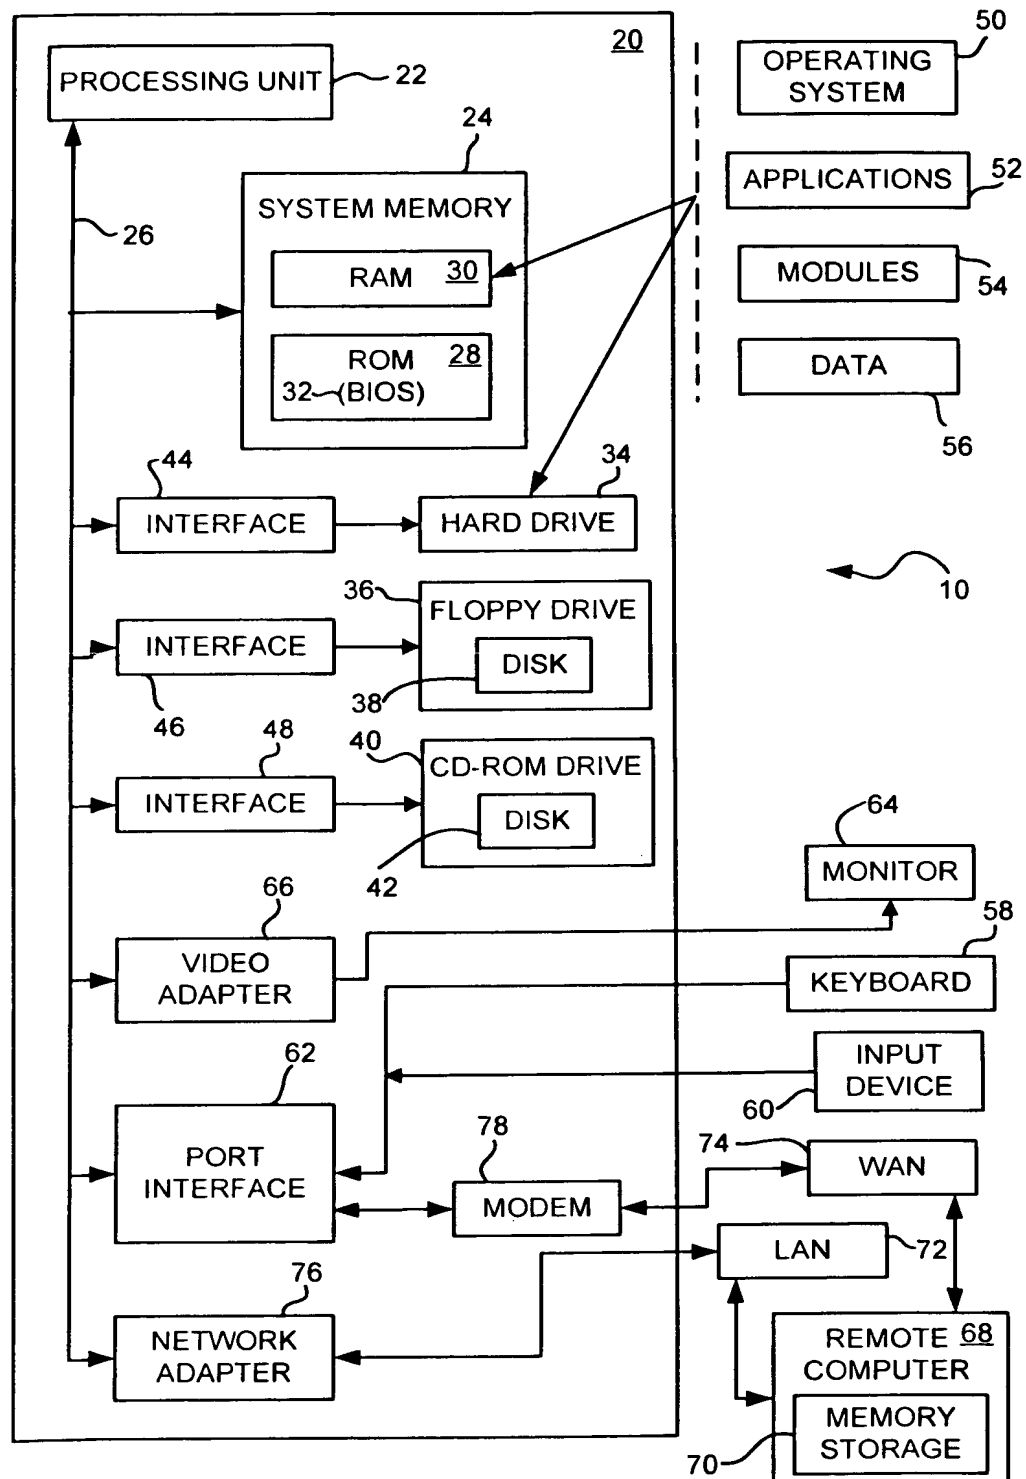 20
PROCESSING UNIT
22
24
26
SYSTEM MEMORY
RAM 30
ROM 28
32 (BIOS)
50
OPERATING
SYSTEM
APPLICATIONS
52
MODULES
54
DATA
56
44
INTERFACE
34
HARD DRIVE
10
36
FLOPPY DRIVE
INTERFACE
DISK
38
46
48
40
CD-ROM DRIVE
INTERFACE
DISK
42
64
MONITOR
66
VIDEO
ADAPTER
58
KEYBOARD
62
INPUT
DEVICE
60
PORT
INTERFACE
78
MODEM
74
WAN
LAN
72
76
NETWORK
ADAPTER
REMOTE 68
COMPUTER
MEMORY
STORAGE
70